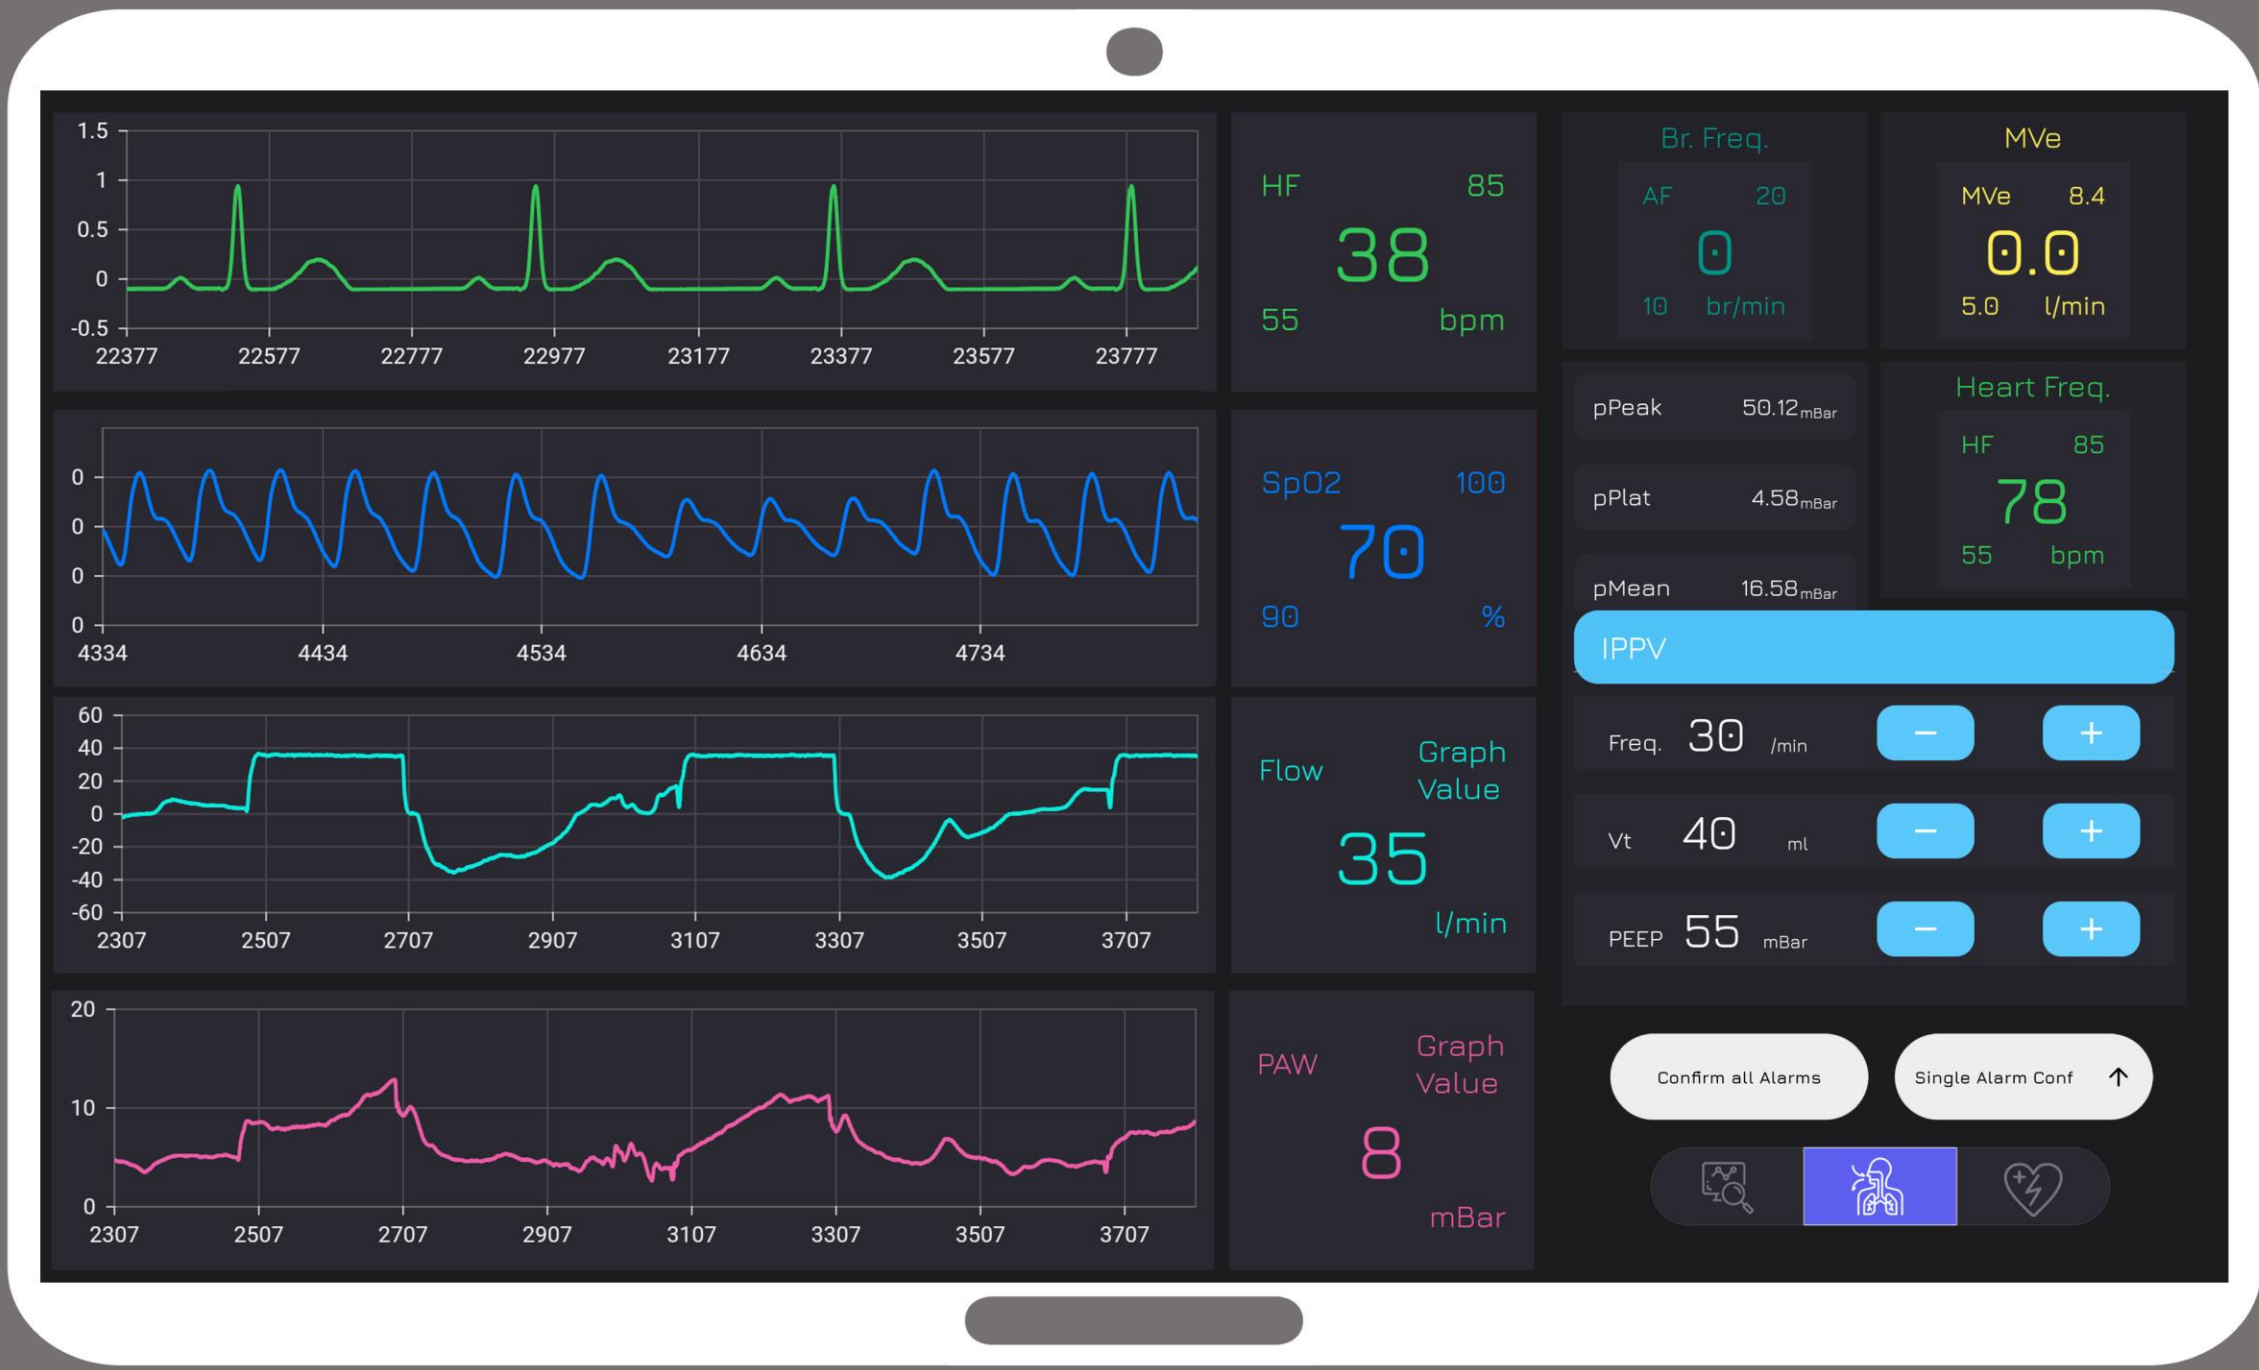 1.5
1
0.5
0
-0.5
22377 22577 22777 22977 23177 23377 23577 23777
HF 85
38
55 bpm
0
0
0
0
4334 4434 4534 4634 4734
SpO2 100
70
90 %
60
40
20
0
-20
-40
-60
2307 2507 2707 2907 3107 3307 3507 3707
Flow Graph
Value
35
l/min
20
10
0
2307 2507 2707 2907 3107 3307 3507 3707
PAW Graph
Value
8
mBar
Br. Freq.
AF 20
0
10 br/min
MVe
MVe 8.4
0.0
5.0 l/min
pPeak 50.12 mBar
pPlat 4.58 mBar
pMean 16.58 mBar
Heart Freq.
HF 85
78
55 bpm
IPPV
Freq. 30 /min − +
Vt 40 ml − +
PEEP 55 mBar − +
Confirm all Alarms
Single Alarm Conf ↑